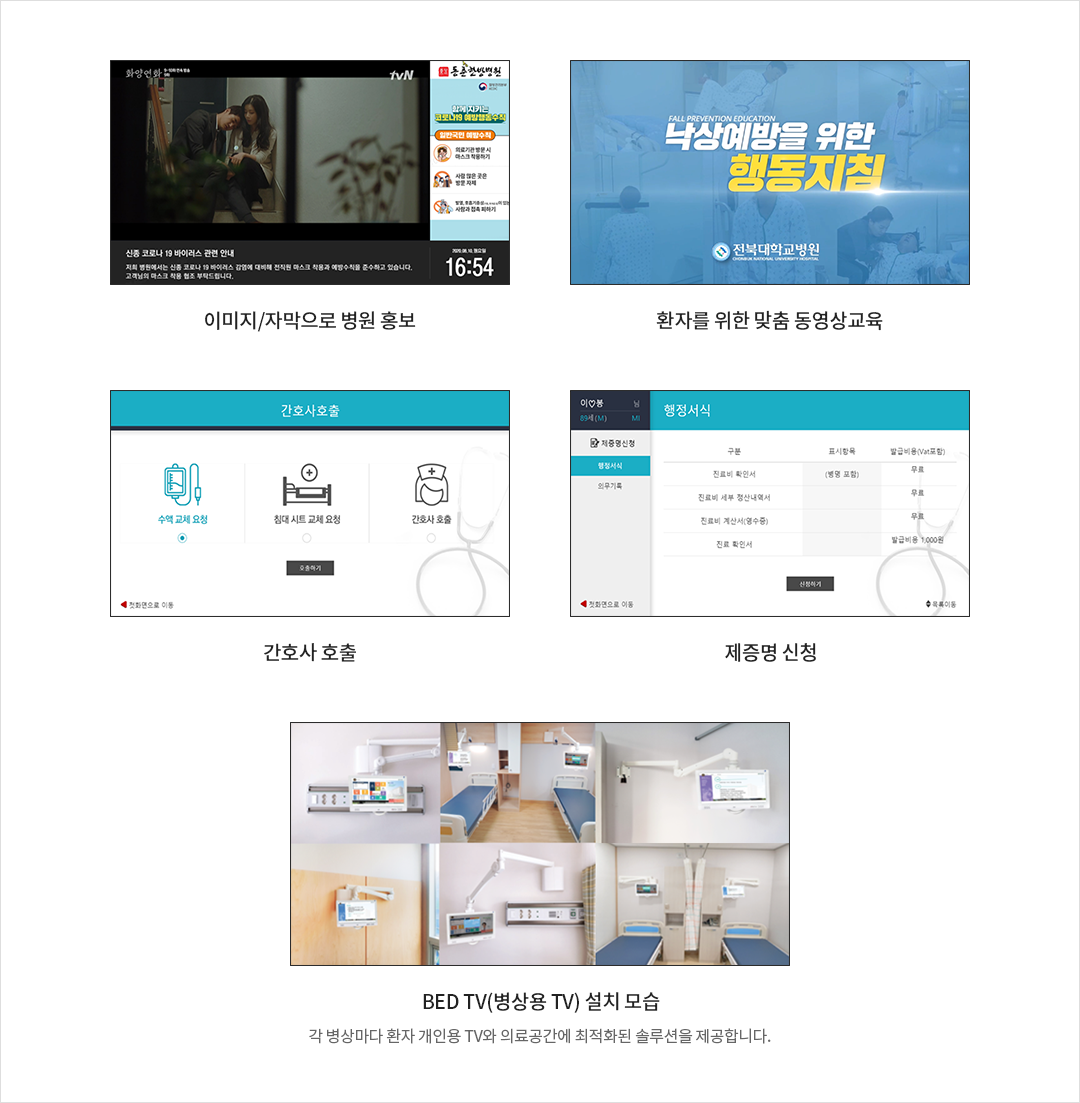 화양연화
tvN
동촌한방병원
함께 지키는
코로나19 예방행동수칙
일반국민 예방수칙
의료기관 방문 시
마스크 착용하기
사람 많은 곳은
방문 자제
사람과 접촉 피하기
신종 코로나 19 바이러스 관련 안내
저희 병원에서는 신종 코로나 19 바이러스 감염에 대비해 전직원 마스크 착용과 예방수칙을 준수하고 있습니다.
고객님의 마스크 착용 협조 부탁드립니다.
2020. 06. 10. 월요일
16:54
FALL PREVENTION EDUCATION
낙상예방을 위한
행동지침
전북대학교병원
CHONBUK NATIONAL UNIVERSITY HOSPITAL
이미지/자막으로 병원 홍보
환자를 위한 맞춤 동영상교육
간호사호출
수액 교체 요청
침대 시트 교체 요청
간호사 호출
호출하기
첫화면으로 이동
이♡봉 님
89세 (M) MI
제증명신청
행정서식
의무기록
행정서식
구분 표시항목 발급비용(Vat포함)
진료비 확인서 (병명 포함) 무료
진료비 세부 정산내역서 무료
진료비 계산서(영수증) 무료
진료 확인서 발급비용 1,000원
신청하기
첫화면으로 이동
목록이동
간호사 호출
제증명 신청
BED TV(병상용 TV) 설치 모습
각 병상마다 환자 개인용 TV와 의료공간에 최적화된 솔루션을 제공합니다.